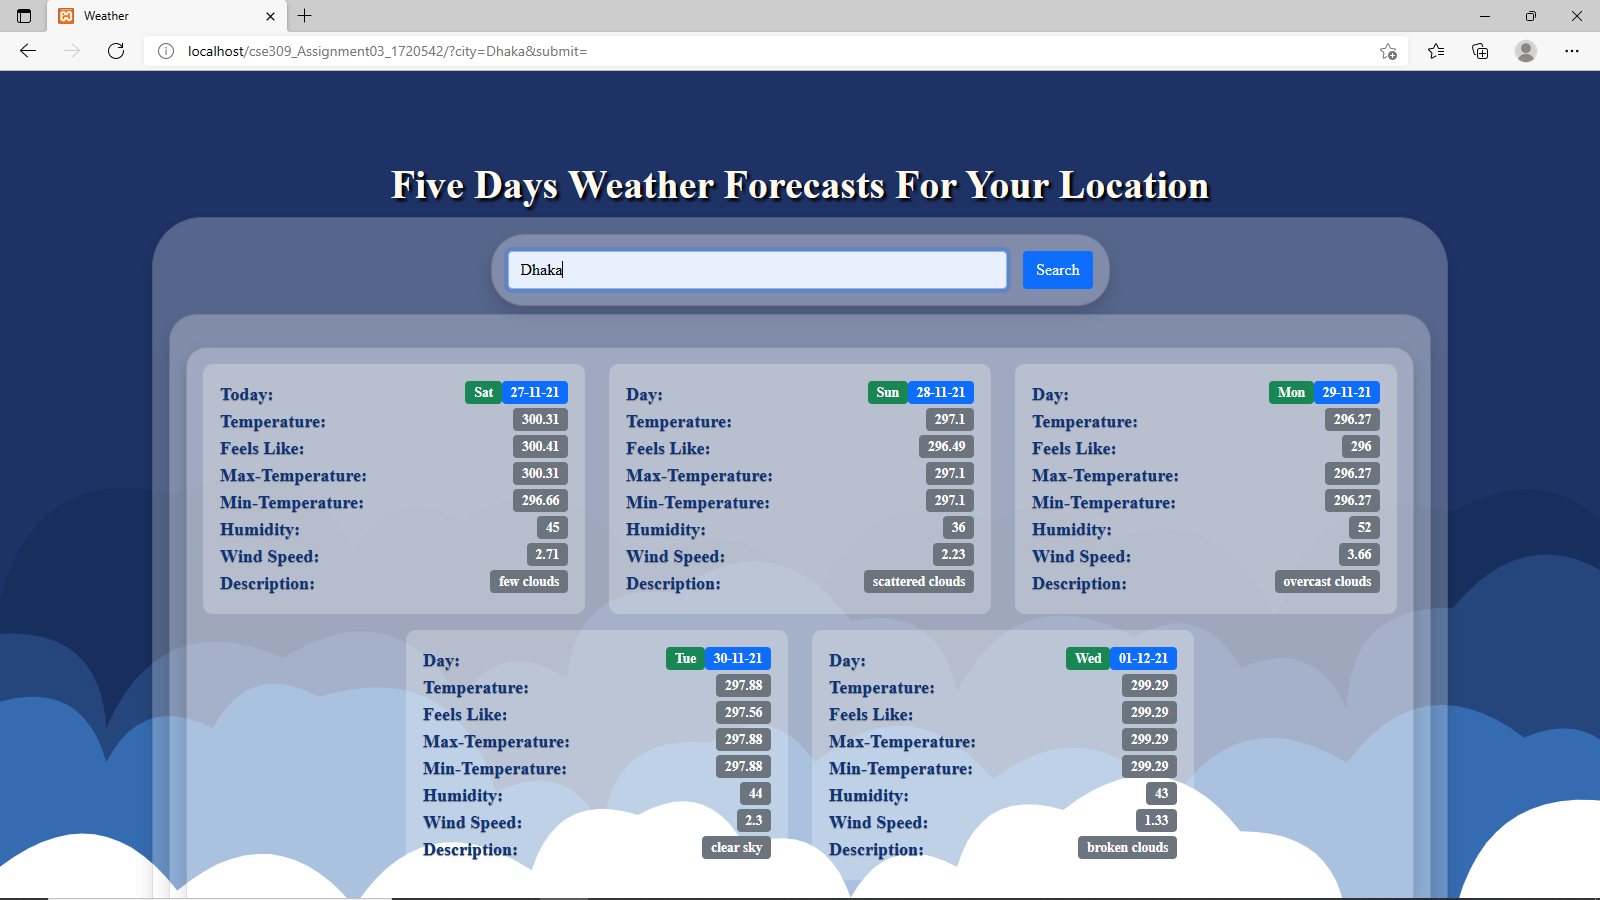 Weather
localhost/cse309_Assignment03_1720542/?city=Dhaka&submit=
Five Days Weather Forecasts For Your Location
Dhaka Search
Today: Sat 27-11-21
Temperature: 300.31
Feels Like: 300.41
Max-Temperature: 300.31
Min-Temperature: 296.66
Humidity: 45
Wind Speed: 2.71
Description: few clouds
Day: Sun 28-11-21
Temperature: 297.1
Feels Like: 296.49
Max-Temperature: 297.1
Min-Temperature: 297.1
Humidity: 36
Wind Speed: 2.23
Description: scattered clouds
Day: Mon 29-11-21
Temperature: 296.27
Feels Like: 296
Max-Temperature: 296.27
Min-Temperature: 296.27
Humidity: 52
Wind Speed: 3.66
Description: overcast clouds
Day: Tue 30-11-21
Temperature: 297.88
Feels Like: 297.56
Max-Temperature: 297.88
Min-Temperature: 297.88
Humidity: 44
Wind Speed: 2.3
Description: clear sky
Day: Wed 01-12-21
Temperature: 299.29
Feels Like: 299.29
Max-Temperature: 299.29
Min-Temperature: 299.29
Humidity: 43
Wind Speed: 1.33
Description: broken clouds